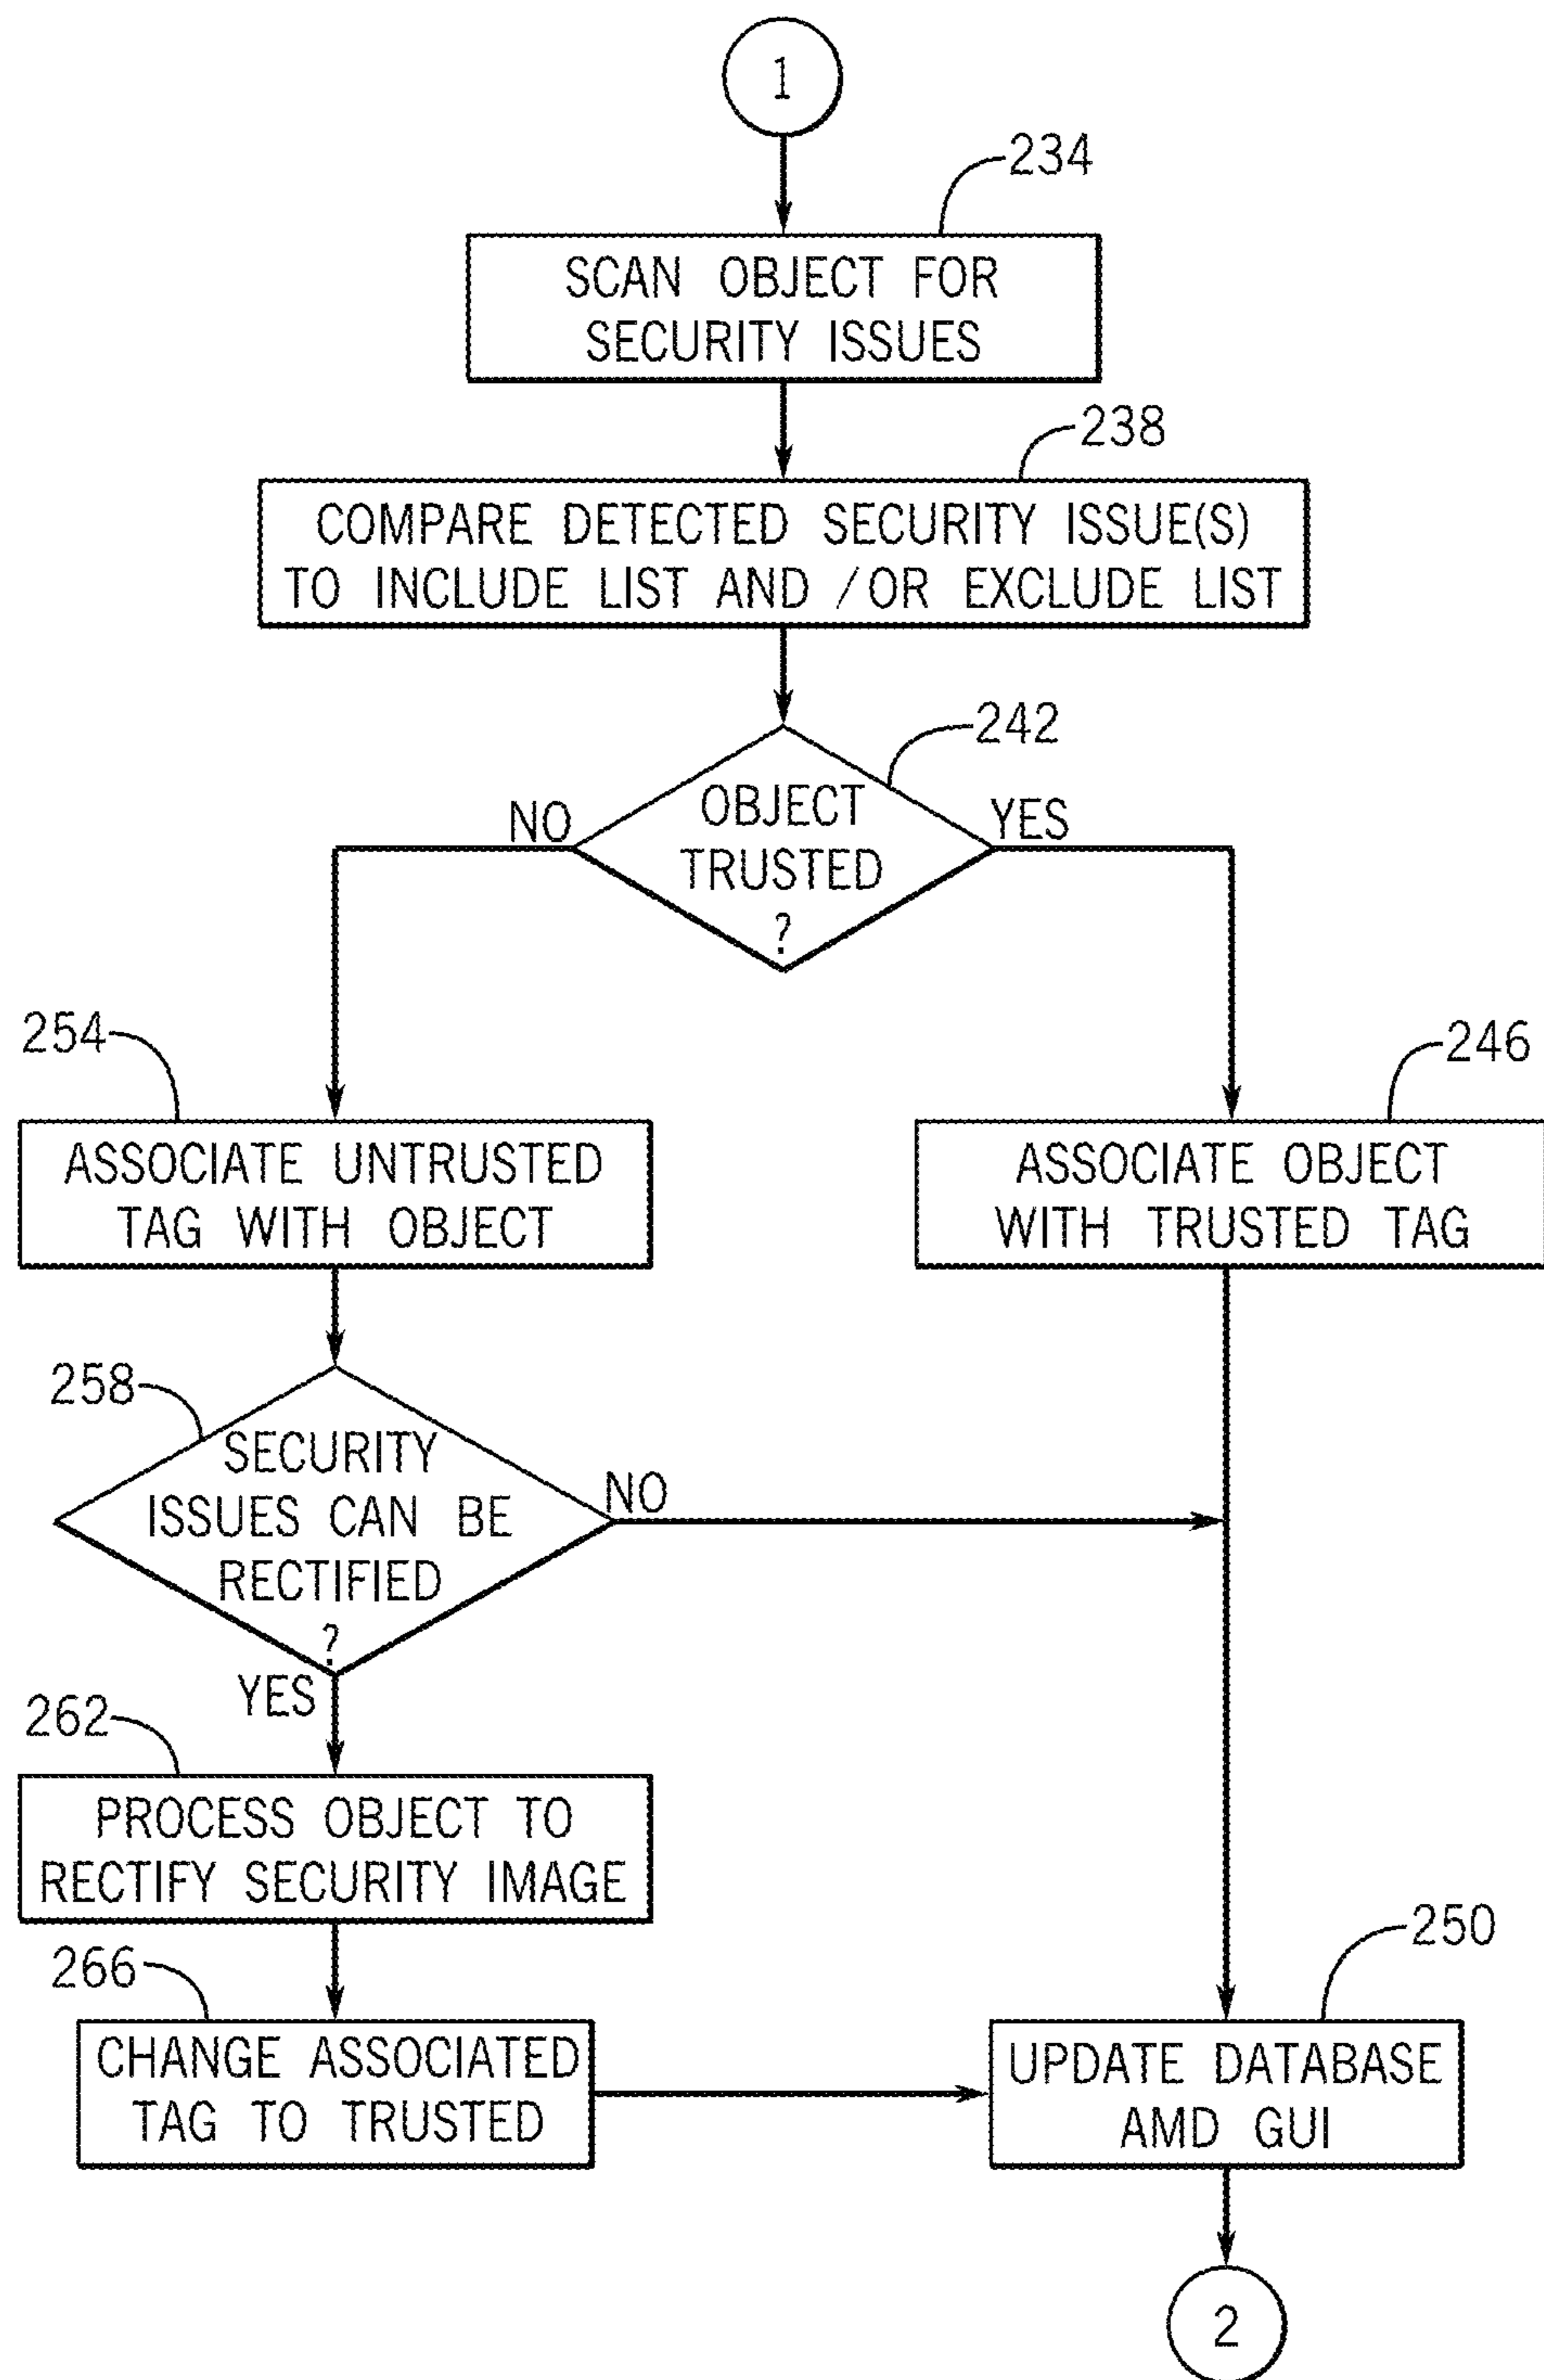 1
234
SCAN OBJECT FOR
SECURITY ISSUES
238
COMPARE DETECTED SECURITY ISSUE(S)
TO INCLUDE LIST AND /OR EXCLUDE LIST
242
OBJECT
TRUSTED
?
NO
YES
254
ASSOCIATE UNTRUSTED
TAG WITH OBJECT
246
ASSOCIATE OBJECT
WITH TRUSTED TAG
258
SECURITY
ISSUES CAN BE
RECTIFIED
?
NO
YES
262
PROCESS OBJECT TO
RECTIFY SECURITY IMAGE
266
CHANGE ASSOCIATED
TAG TO TRUSTED
250
UPDATE DATABASE
AMD GUI
2